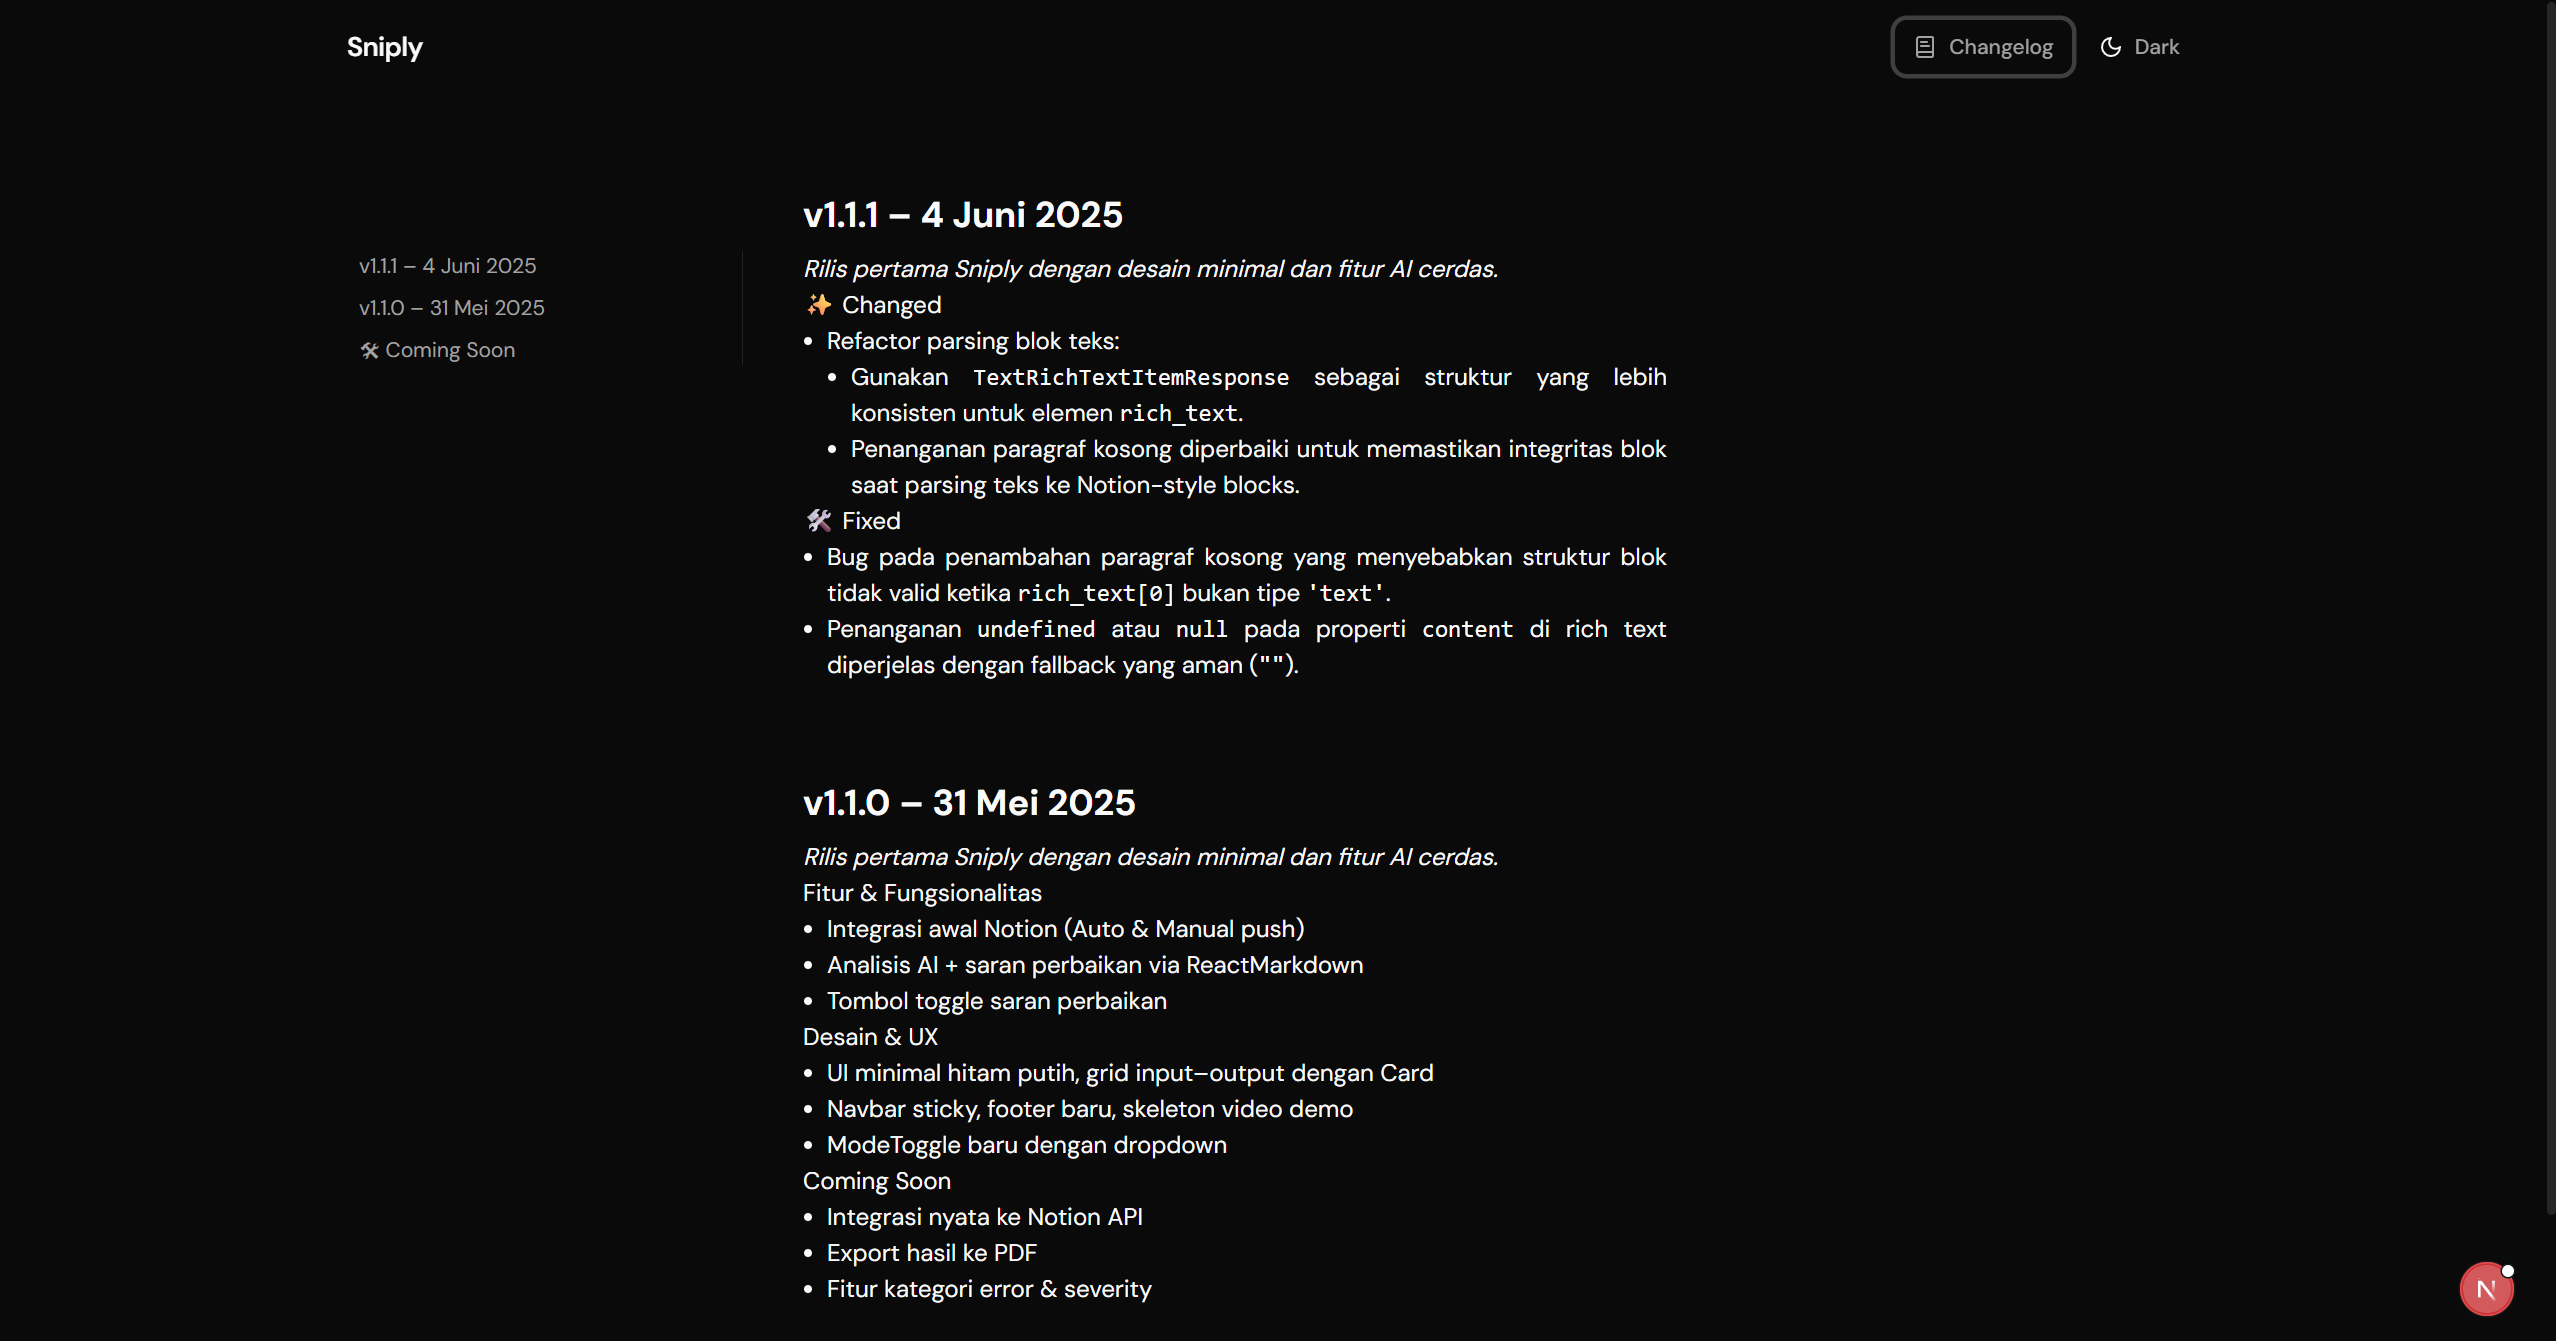 Sniply
Changelog
Dark
v1.1.1 – 4 Juni 2025
v1.1.0 – 31 Mei 2025
🛠 Coming Soon
v1.1.1 – 4 Juni 2025
Rilis pertama Sniply dengan desain minimal dan fitur AI cerdas.
✨ Changed
• Refactor parsing blok teks:
• Gunakan TextRichTextItemResponse sebagai struktur yang lebih
konsisten untuk elemen rich_text.
• Penanganan paragraf kosong diperbaiki untuk memastikan integritas blok
saat parsing teks ke Notion-style blocks.
🛠 Fixed
• Bug pada penambahan paragraf kosong yang menyebabkan struktur blok
tidak valid ketika rich_text[0] bukan tipe 'text'.
• Penanganan undefined atau null pada properti content di rich text
diperjelas dengan fallback yang aman ("").
v1.1.0 – 31 Mei 2025
Rilis pertama Sniply dengan desain minimal dan fitur AI cerdas.
Fitur & Fungsionalitas
• Integrasi awal Notion (Auto & Manual push)
• Analisis AI + saran perbaikan via ReactMarkdown
• Tombol toggle saran perbaikan
Desain & UX
• UI minimal hitam putih, grid input–output dengan Card
• Navbar sticky, footer baru, skeleton video demo
• ModeToggle baru dengan dropdown
Coming Soon
• Integrasi nyata ke Notion API
• Export hasil ke PDF
• Fitur kategori error & severity
N